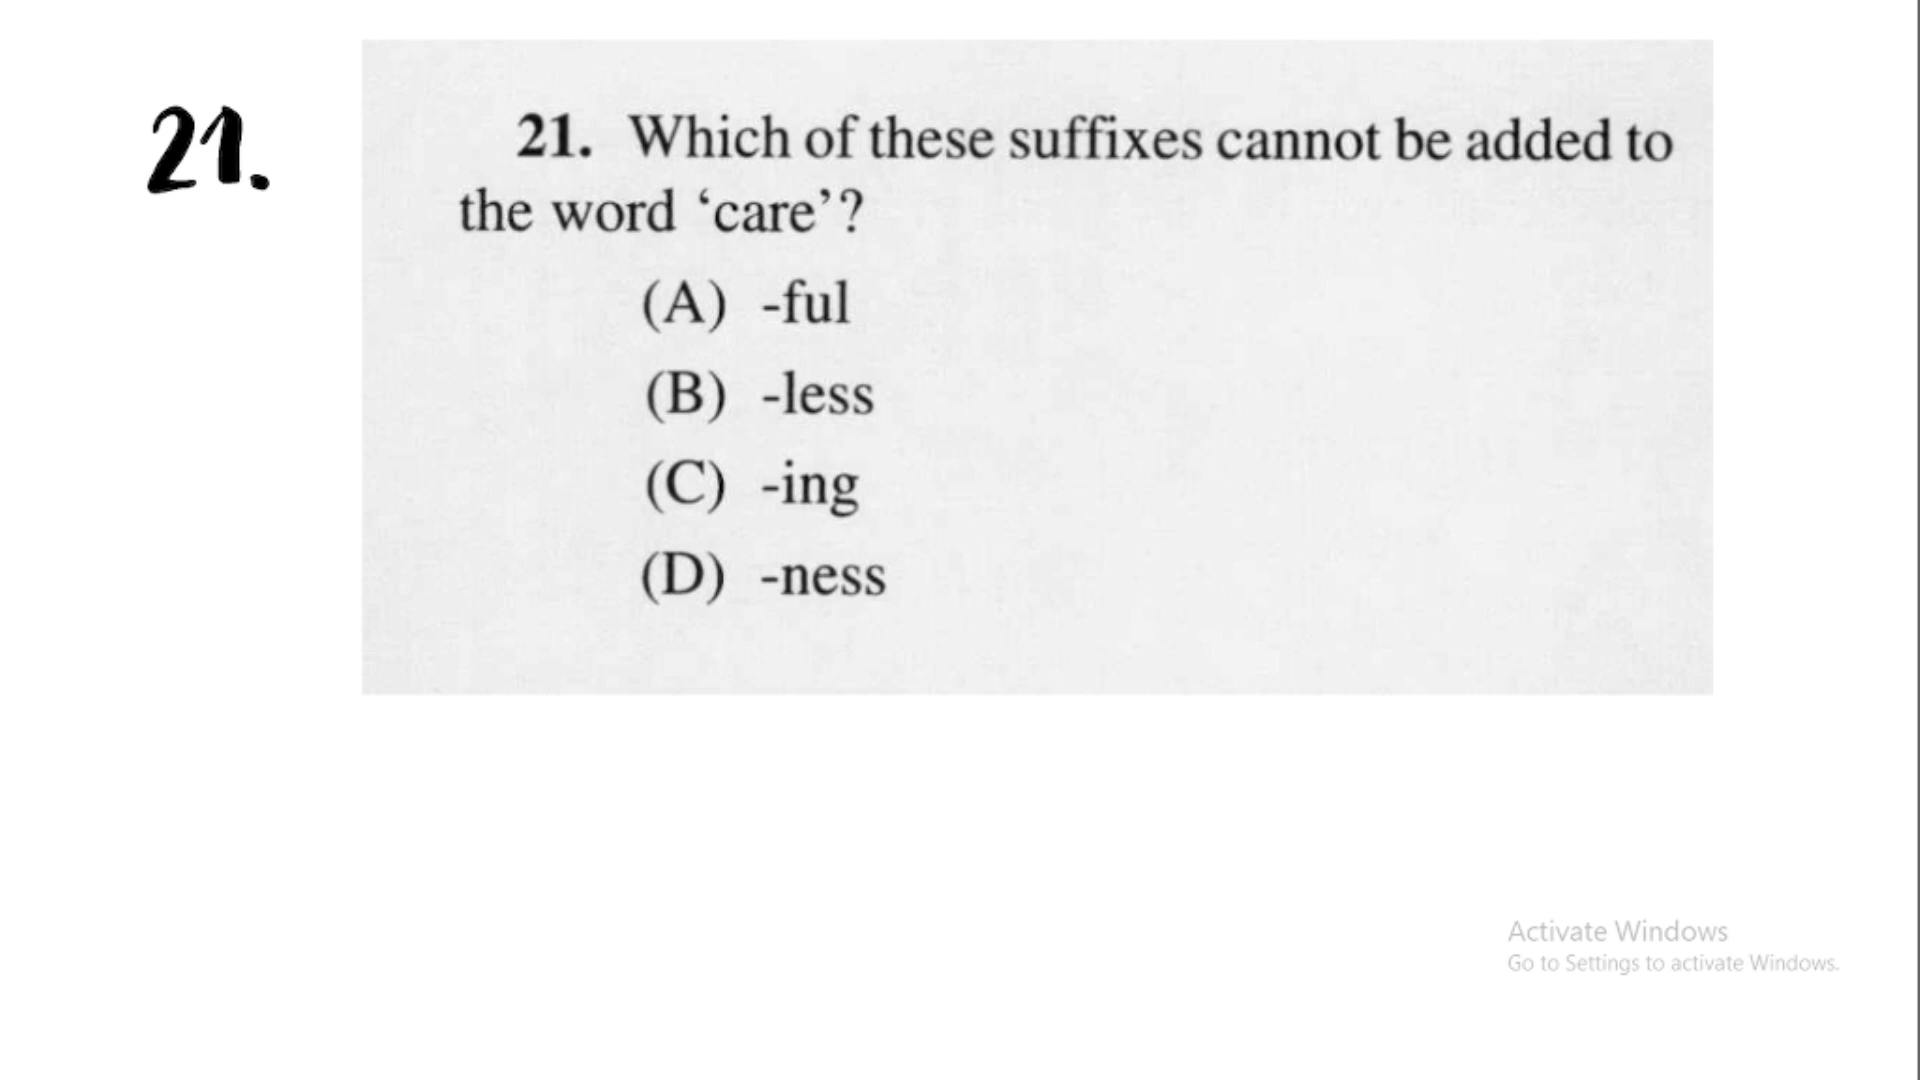 21.
21. Which of these suffixes cannot be added to
the word ‘care’?
(A) -ful
(B) -less
(C) -ing
(D) -ness
Activate Windows
Go to Settings to activate Windows.